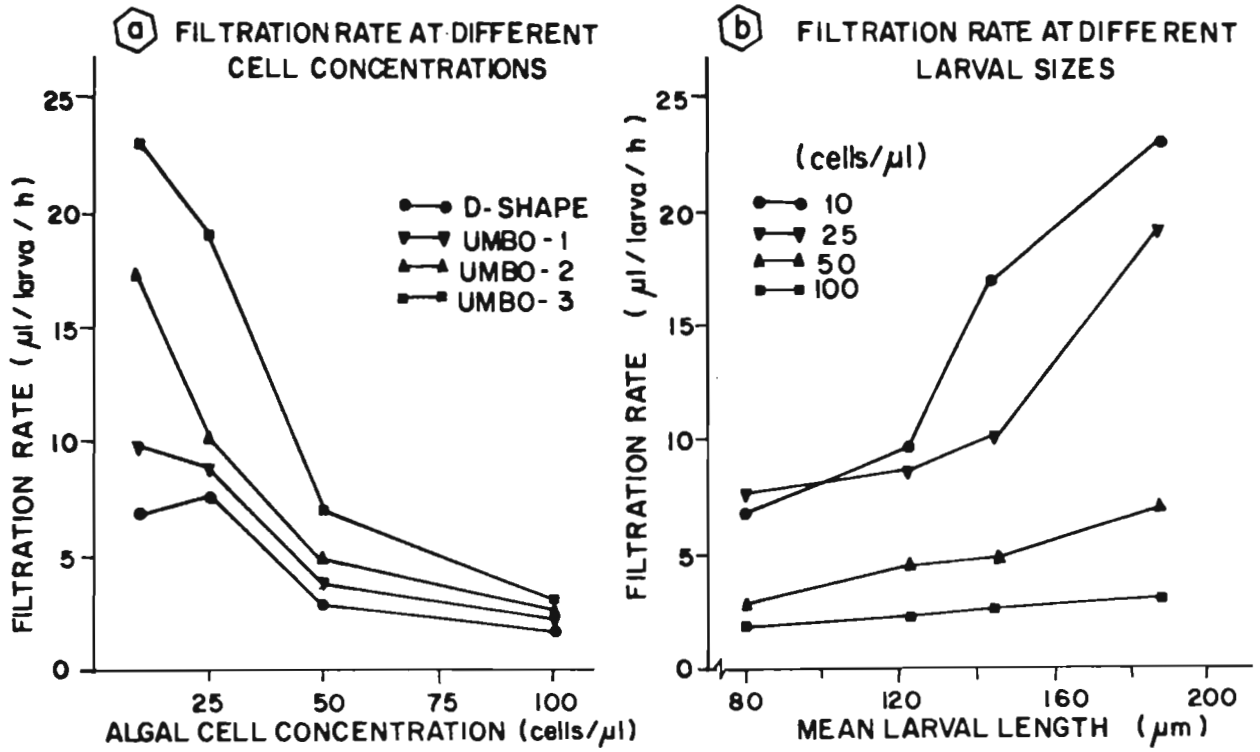 a FILTRATION RATE AT DIFFERENT
CELL CONCENTRATIONS
FILTRATION RATE ( µl / larva / h )
25
20
15
10
5
0
D-SHAPE
UMBO-1
UMBO-2
UMBO-3
25 50 75 100
ALGAL CELL CONCENTRATION (cells/µl)
b FILTRATION RATE AT DIFFERENT
LARVAL SIZES
FILTRATION RATE ( µl / larva / h )
25
20
15
10
5
0
(cells/µl)
10
25
50
100
80 120 160 200
MEAN LARVAL LENGTH (µm)